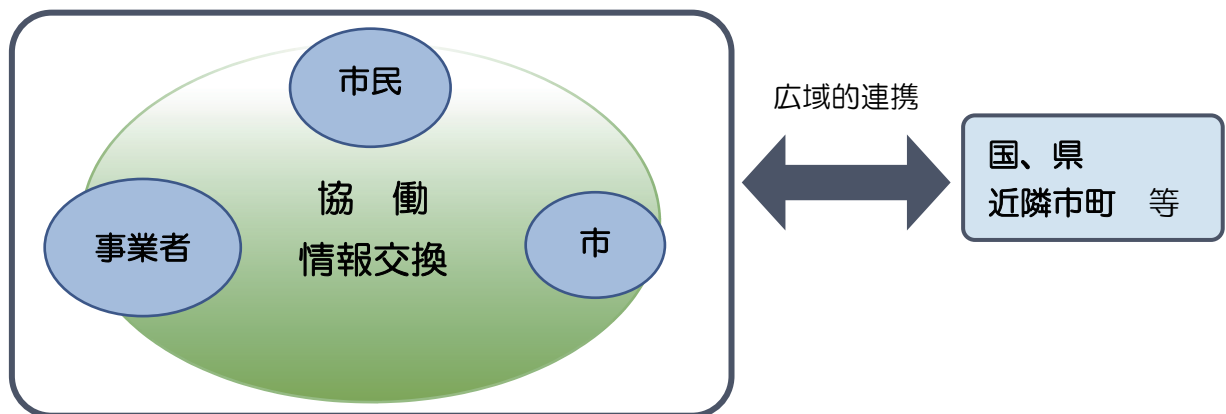 市民
協　働
情報交換
事業者
市
広域的連携
国、県
近隣市町　等